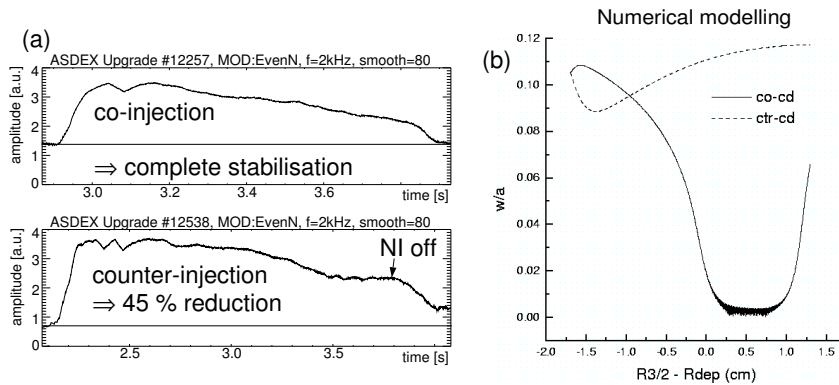 (a)
ASDEX Upgrade #12257, MOD:EvenN, f=2kHz, smooth=80
amplitude [a.u.]
4
3
2
1
0
co-injection
⇒ complete stabilisation
3.0 3.2 3.4 3.6
time [s]
ASDEX Upgrade #12538, MOD:EvenN, f=2kHz, smooth=80
amplitude [a.u.]
4
3
2
1
0
NI off
counter-injection
⇒ 45 % reduction
2.5 3.0 3.5
time [s]
Numerical modelling
(b)
0.12
0.10
0.08
0.06
0.04
0.02
0.00
w/a
co-cd
ctr-cd
-2.0 -1.5 -1.0 -0.5 0.0 0.5 1.0 1.5
R3/2 - Rdep (cm)